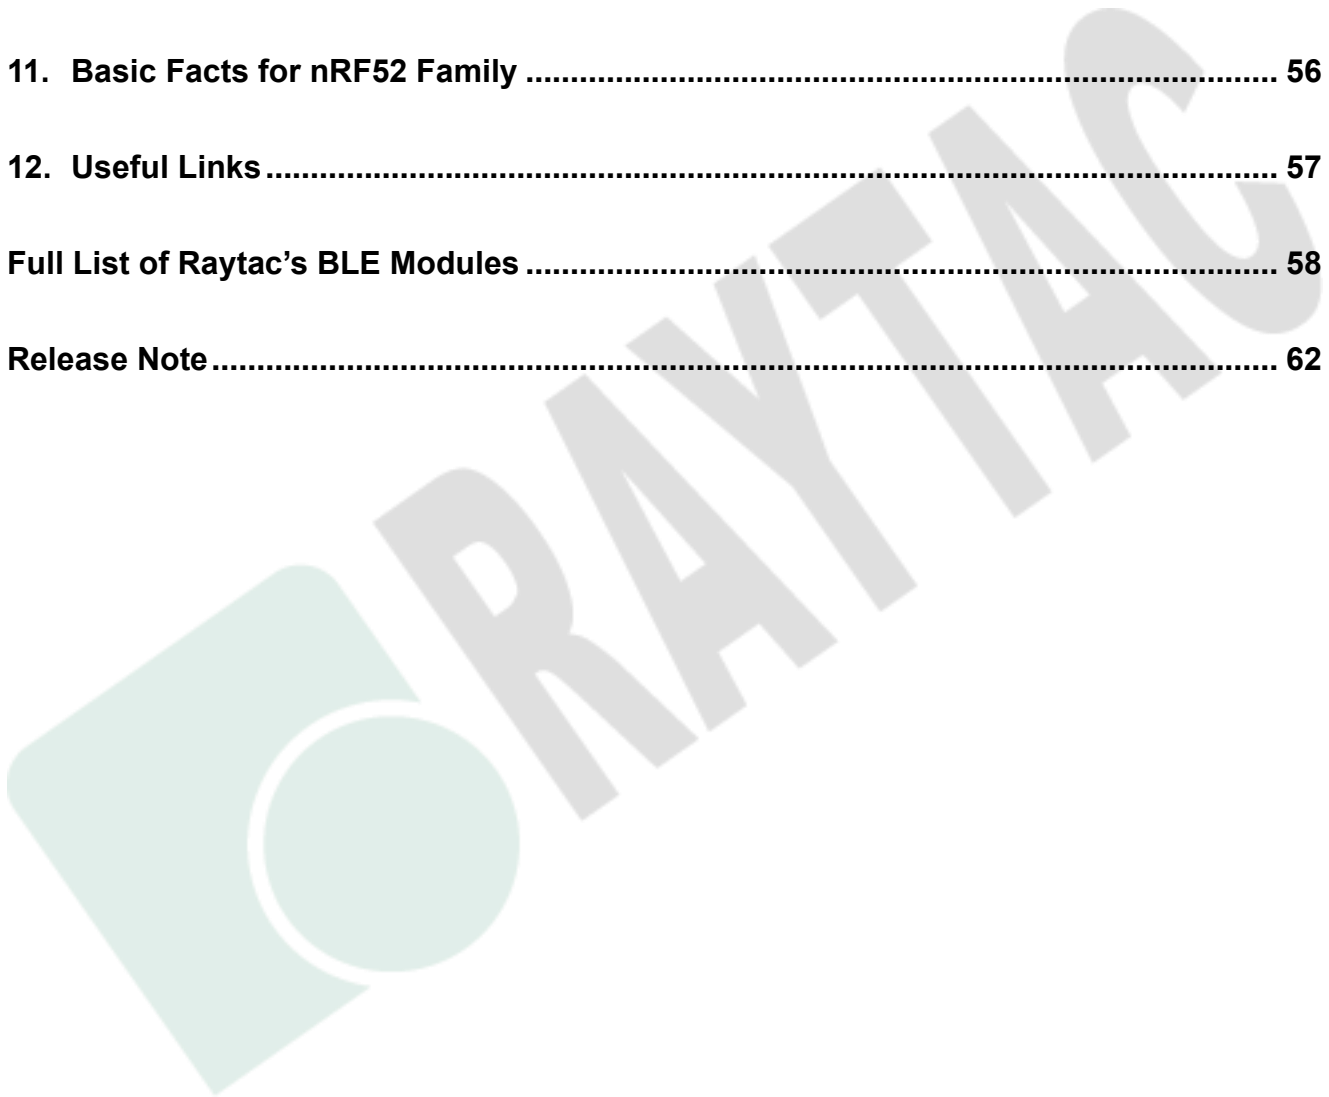 11. Basic Facts for nRF52 Family ........................................................................................ 56
12. Useful Links ...................................................................................................................... 57
Full List of Raytac’s BLE Modules ........................................................................................ 58
Release Note ............................................................................................................................ 62
RAYTAC